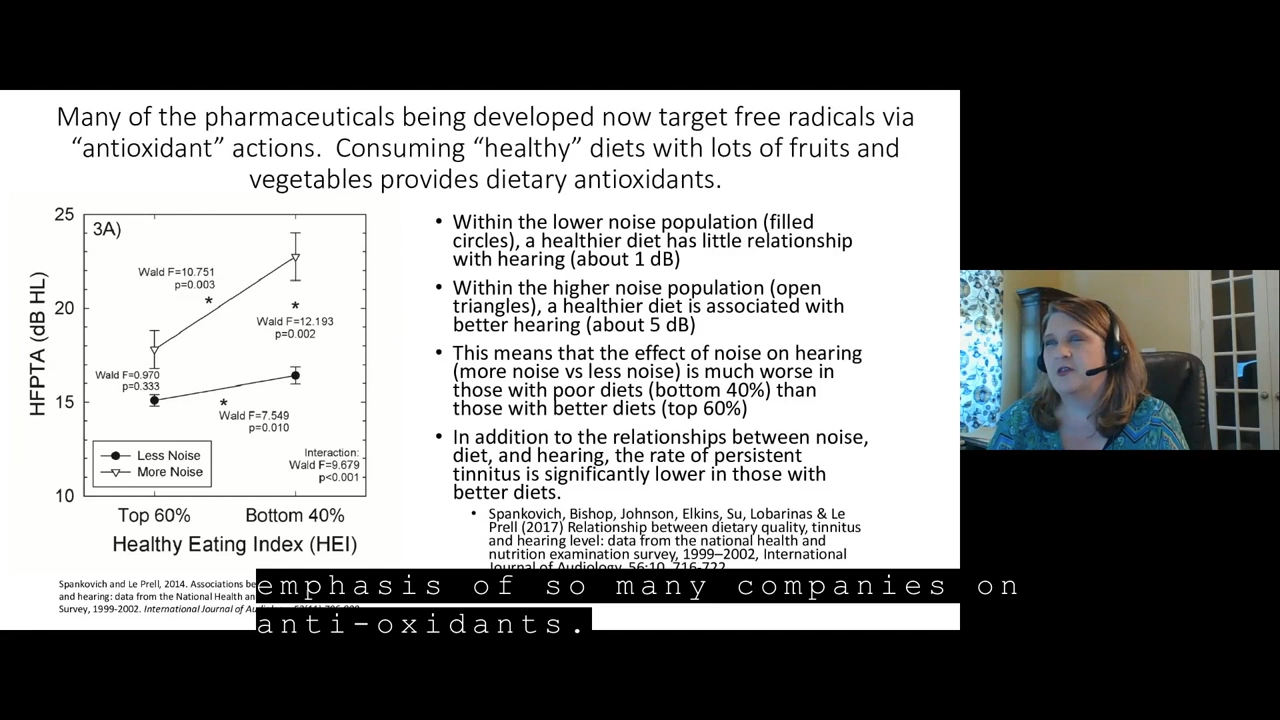 Many of the pharmaceuticals being developed now target free radicals via
“antioxidant” actions.  Consuming “healthy” diets with lots of fruits and
vegetables provides dietary antioxidants.
25
3A)
Wald F=10.751
p=0.003
*
20
*
Wald F=12.193
p=0.002
HFPTA (dB HL)
Wald F=0.970
p=0.333
15
*
Wald F=7.549
p=0.010
Less Noise
More Noise
Interaction:
Wald F=9.679
p<0.001
10
Top 60%
Bottom 40%
Healthy Eating Index (HEI)
• Within the lower noise population (filled
circles), a healthier diet has little relationship
with hearing (about 1 dB)
• Within the higher noise population (open
triangles), a healthier diet is associated with
better hearing (about 5 dB)
• This means that the effect of noise on hearing
(more noise vs less noise) is much worse in
those with poor diets (bottom 40%) than
those with better diets (top 60%)
• In addition to the relationships between noise,
diet, and hearing, the rate of persistent
tinnitus is significantly lower in those with
better diets.
• Spankovich, Bishop, Johnson, Elkins, Su, Lobarinas & Le
Prell (2017) Relationship between dietary quality, tinnitus
and hearing level: data from the national health and
nutrition examination survey, 1999–2002, International
Journal of Audiology, 56:10, 716-722
Spankovich and Le Prell, 2014. Associations
and hearing: data from the National Health
Survey, 1999-2002. International Journal of
emphasis of so many companies on
anti-oxidants.